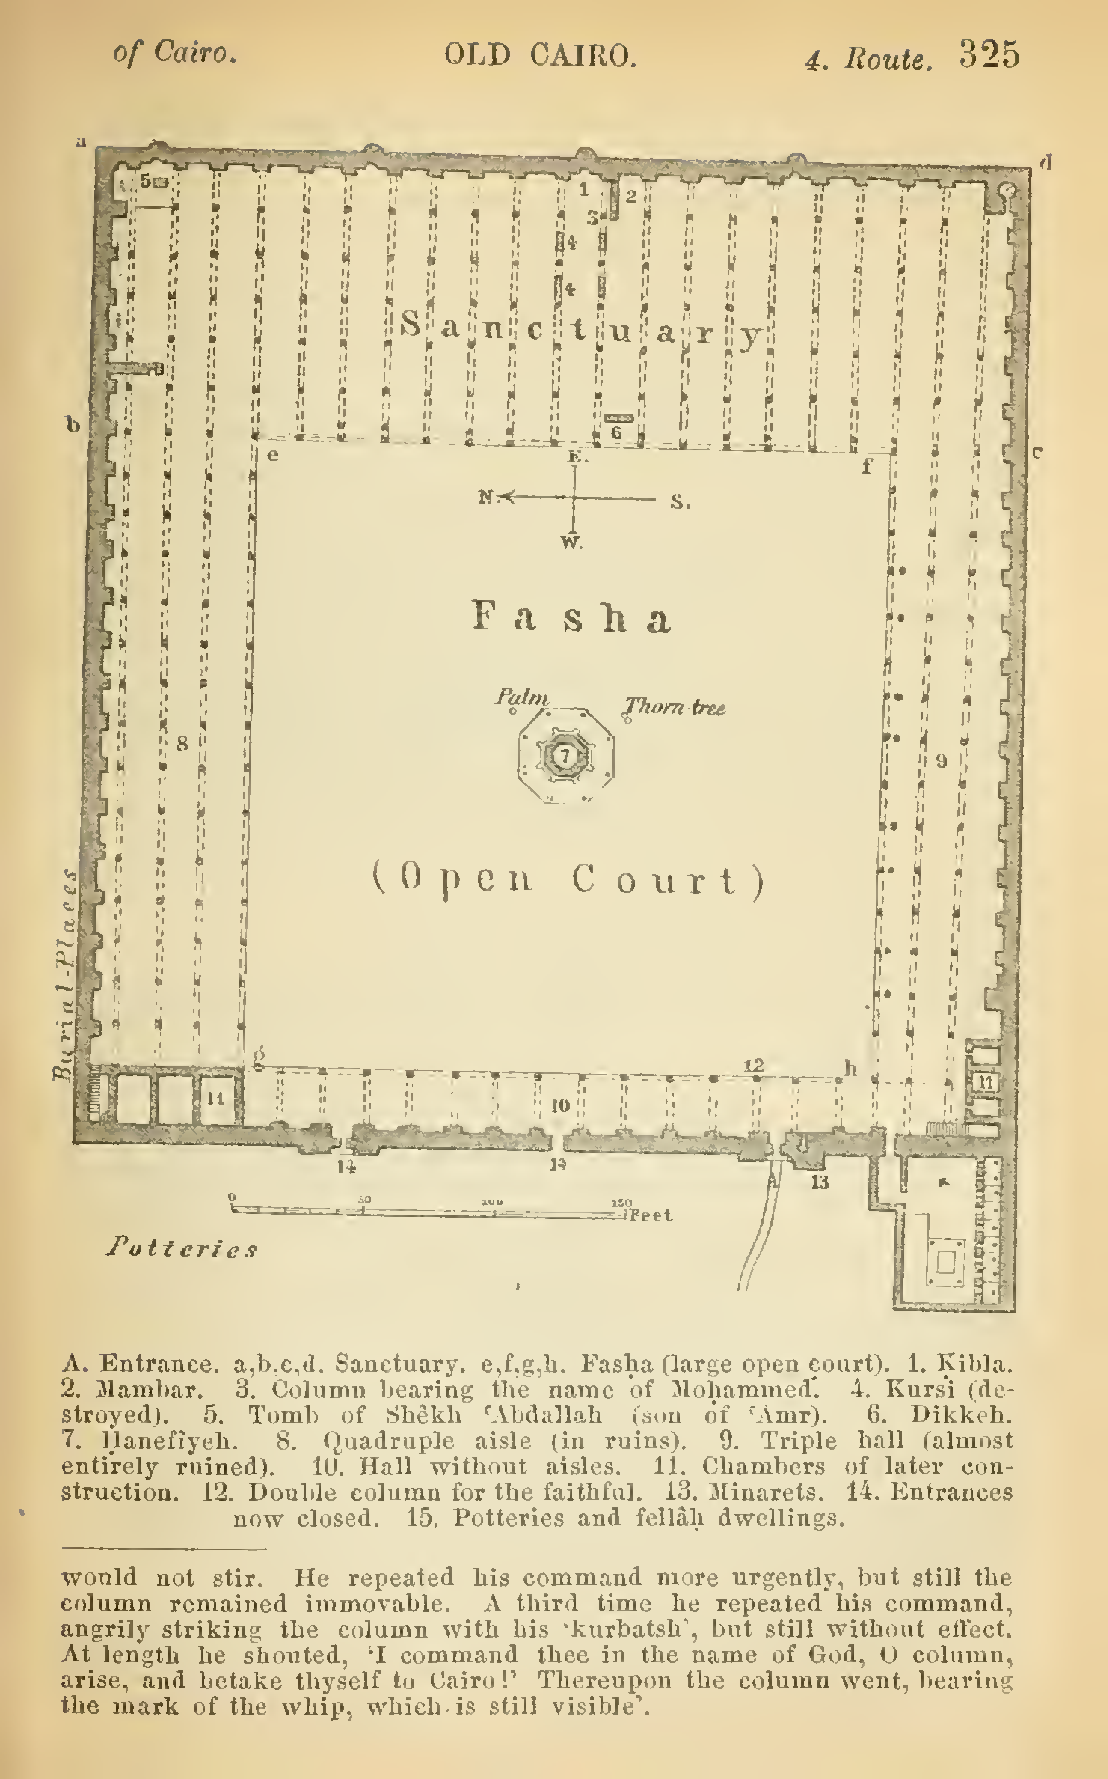 of Cairo. OLD CAIRO. 4. Route. 325
a
d
5
1
2
3
4
4
Sanctuary
b
6
c
e
E.
f
N. S.
W.
Fasha
Palm
Thorn tree
7
8
9
(Open Court)
Burial-Places
g
12
h
11
10
11
14
14
A
13
0 50 100 150 Feet
Potteries
A. Entrance. a,b,c,d. Sanctuary. e,f,g,h. Fasḥa (large open court). 1. Ḳibla.
2. Mambar. 3. Column bearing the name of Moḥammed. 4. Kursi (de-
stroyed). 5. Tomb of Shêkh ʿAbdallah (son of ʿAmr). 6. Dikkeh.
7. Ḥanefîyeh. 8. Quadruple aisle (in ruins). 9. Triple hall (almost
entirely ruined). 10. Hall without aisles. 11. Chambers of later con-
struction. 12. Double column for the faithful. 13. Minarets. 14. Entrances
now closed. 15. Potteries and fellâḥ dwellings.
would not stir. He repeated his command more urgently, but still the
column remained immovable. A third time he repeated his command,
angrily striking the column with his ‘kurbatsh’, but still without effect.
At length he shouted, ‘I command thee in the name of God, O column,
arise, and betake thyself to Cairo!’ Thereupon the column went, bearing
the mark of the whip, which is still visible’.